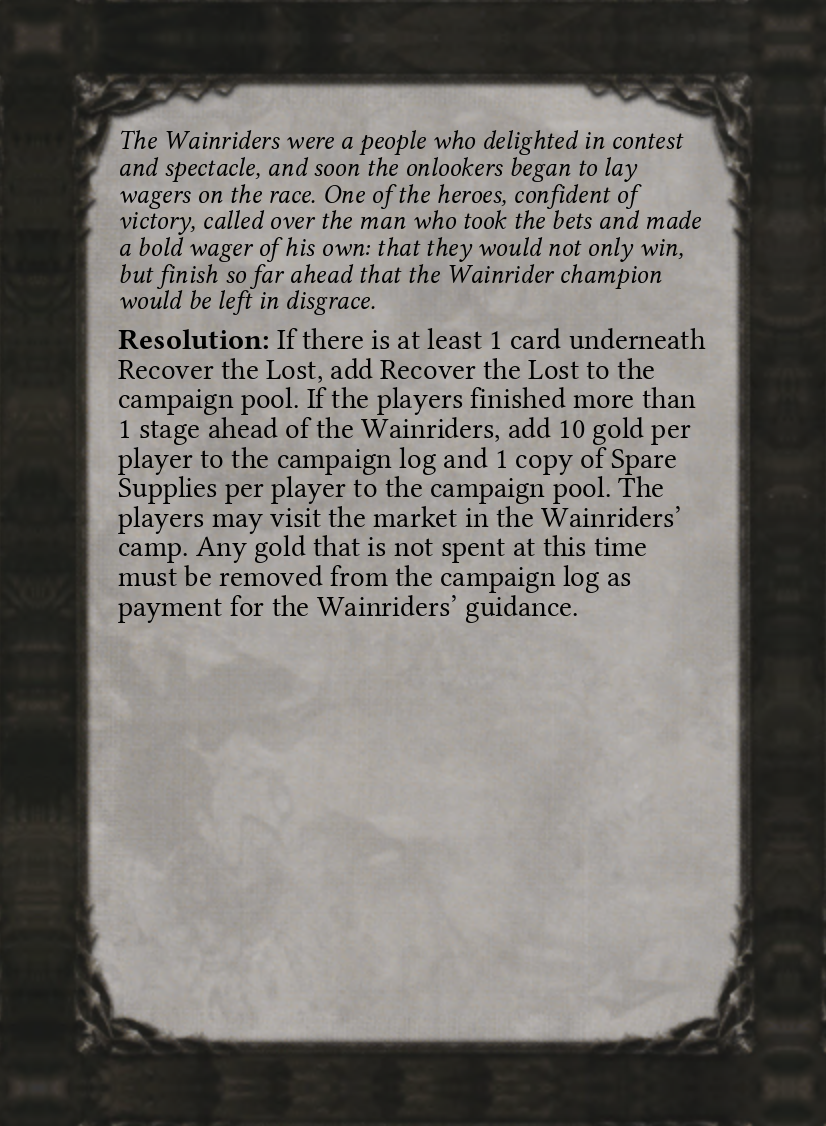 The Wainriders were a people who delighted in contest
and spectacle, and soon the onlookers began to lay
wagers on the race. One of the heroes, confident of
victory, called over the man who took the bets and made
a bold wager of his own: that they would not only win,
but finish so far ahead that the Wainrider champion
would be left in disgrace.
Resolution: If there is at least 1 card underneath
Recover the Lost, add Recover the Lost to the
campaign pool. If the players finished more than
1 stage ahead of the Wainriders, add 10 gold per
player to the campaign log and 1 copy of Spare
Supplies per player to the campaign pool. The
players may visit the market in the Wainriders’
camp. Any gold that is not spent at this time
must be removed from the campaign log as
payment for the Wainriders’ guidance.